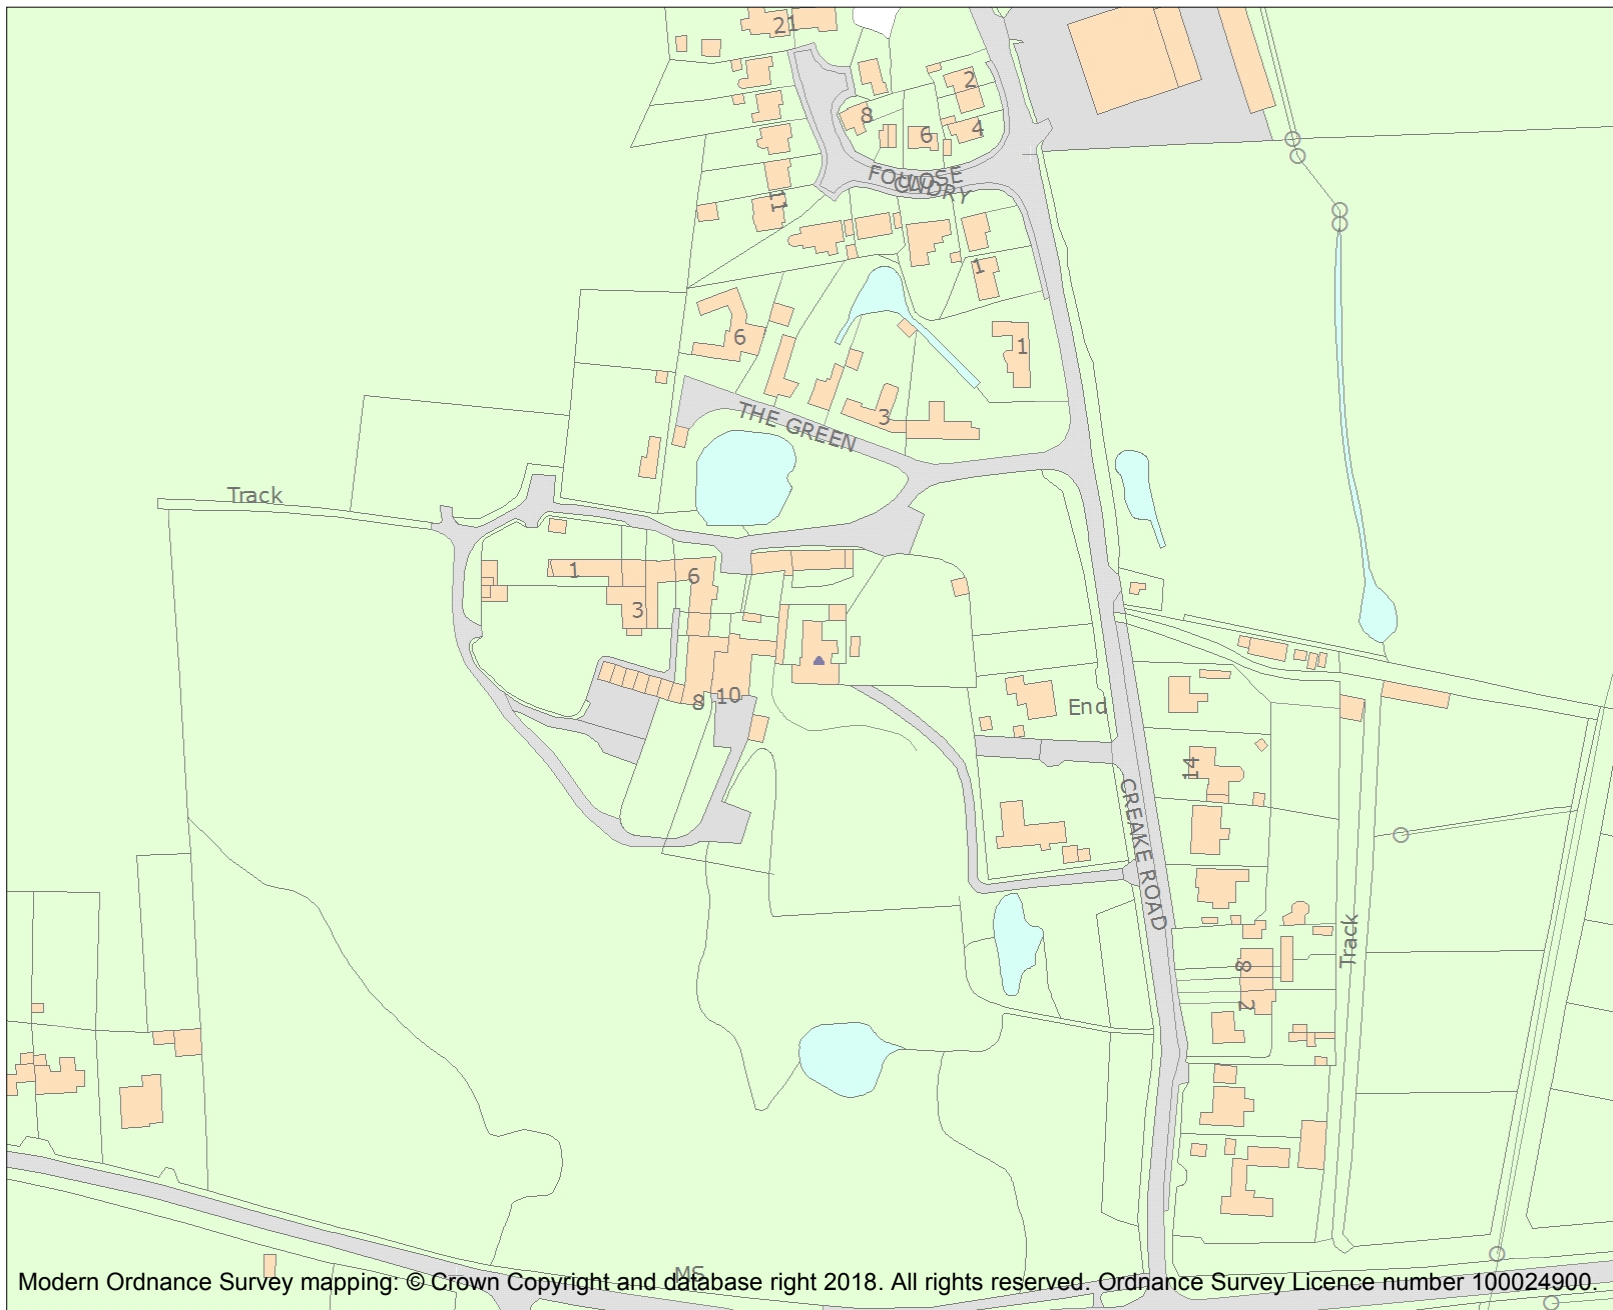 21
2
8
6
4
FOUNDRY
CLOSE
11
1
6
1
THE GREEN
3
Track
1
6
3
8
10
End
14
CREAKE ROAD
Track
8
2
MS
Modern Ordnance Survey mapping: © Crown Copyright and database right 2018. All rights reserved. Ordnance Survey Licence number 100024900.